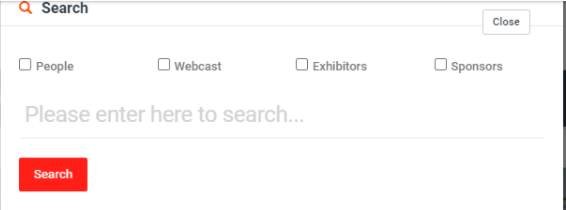 Search
Close
People Webcast Exhibitors Sponsors
Please enter here to search...
Search